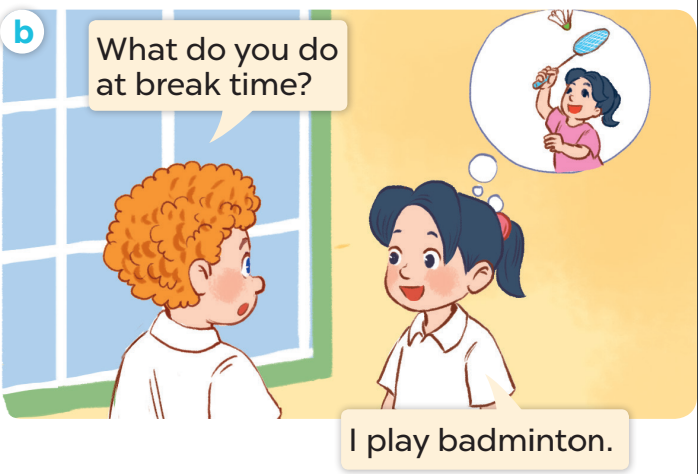 b
What do you do
at break time?
I play badminton.